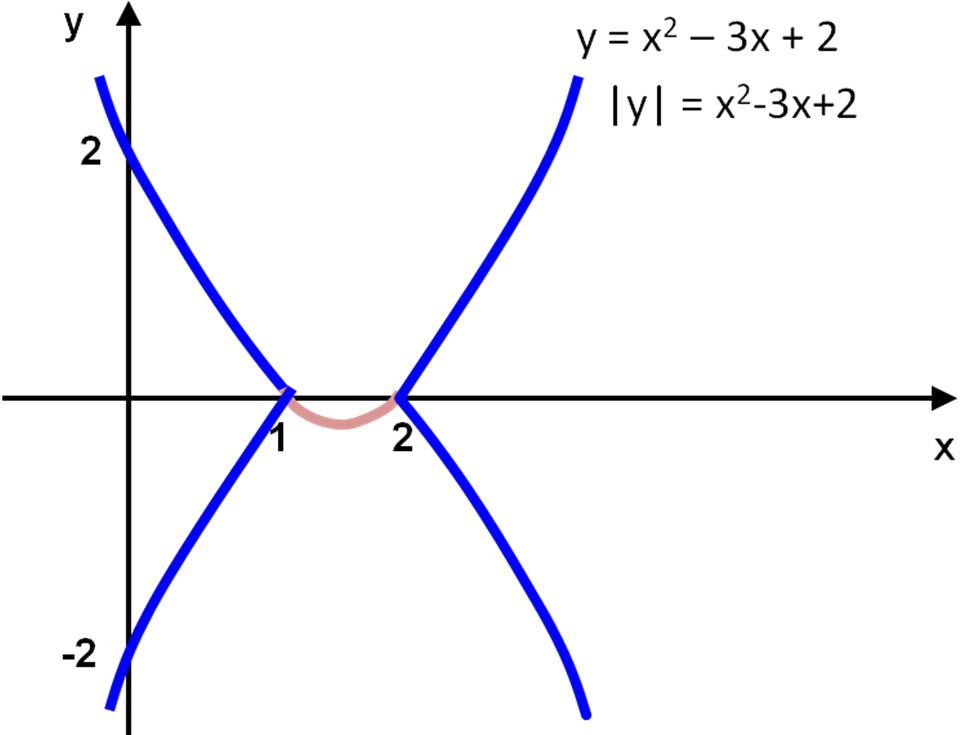 y
y = x² – 3x + 2
|y| = x²-3x+2
2
1
2
x
-2